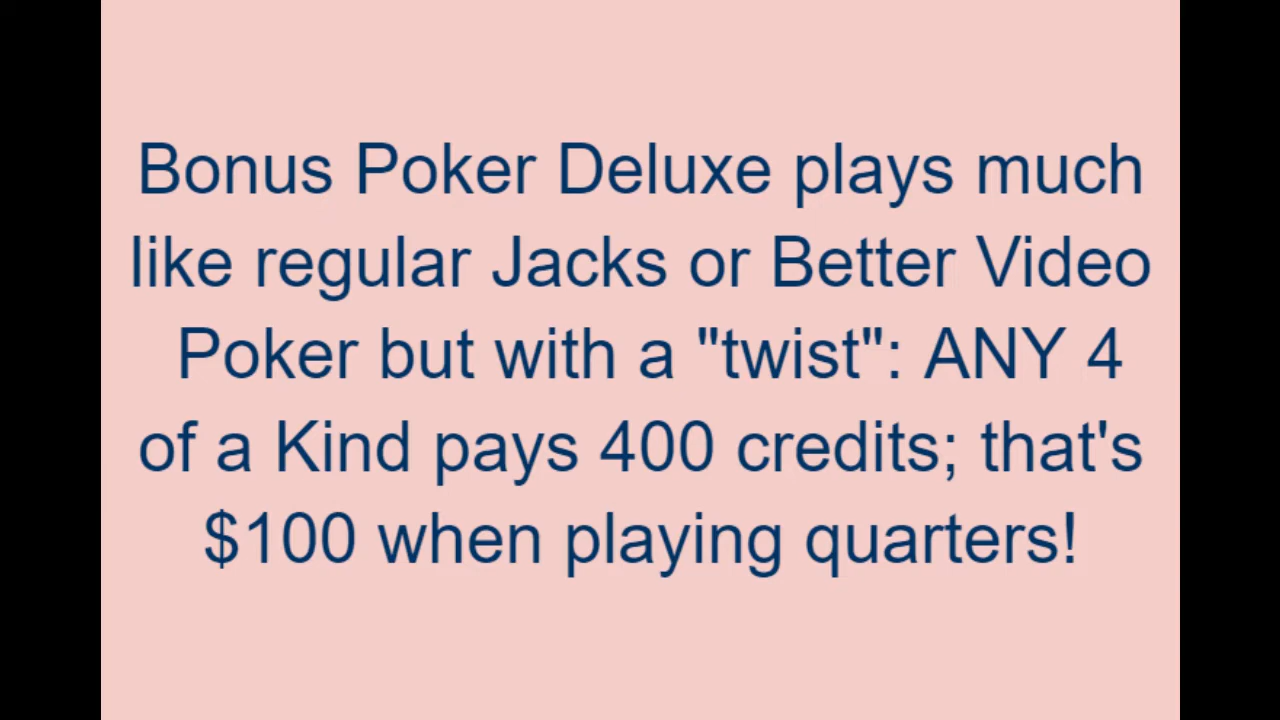 Bonus Poker Deluxe plays much
like regular Jacks or Better Video
Poker but with a "twist": ANY 4
of a Kind pays 400 credits; that's
$100 when playing quarters!